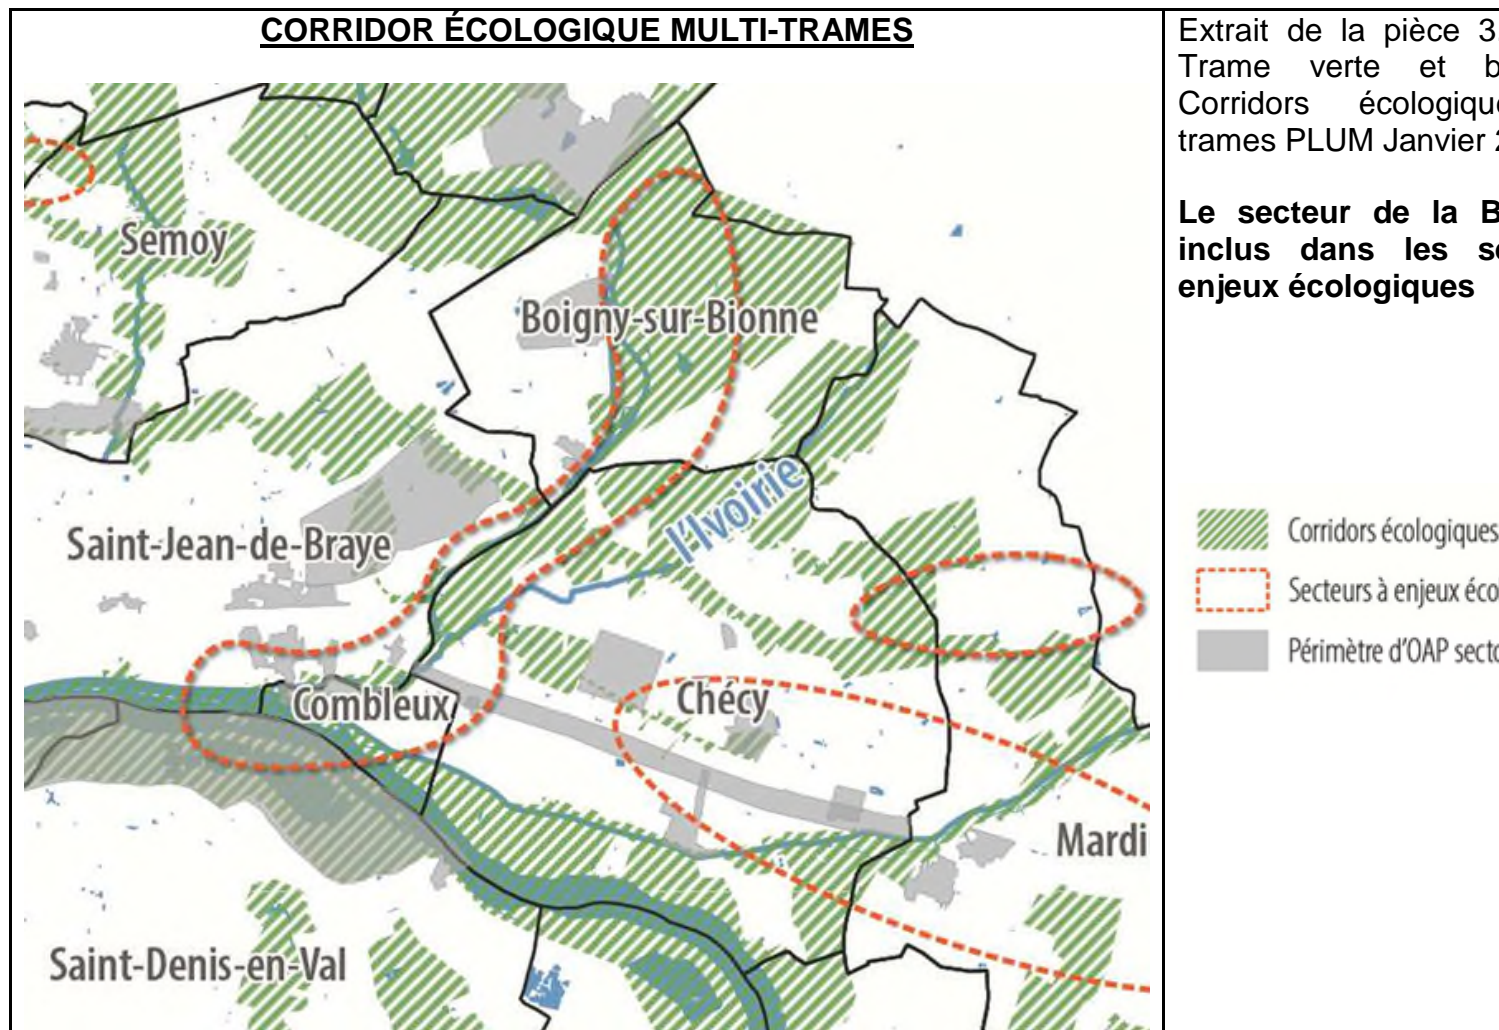 CORRIDOR ÉCOLOGIQUE MULTI-TRAMES
Semoy
Boigny-sur-Bionne
l'Ivoirie
Saint-Jean-de-Braye
Combleux
Chécy
Mardi
Saint-Denis-en-Val
Extrait de la pièce 3
Trame verte et b
Corridors écologique
trames PLUM Janvier 2
Le secteur de la B
inclus dans les se
enjeux écologiques
Corridors écologiques
Secteurs à enjeux éco
Périmètre d'OAP secto